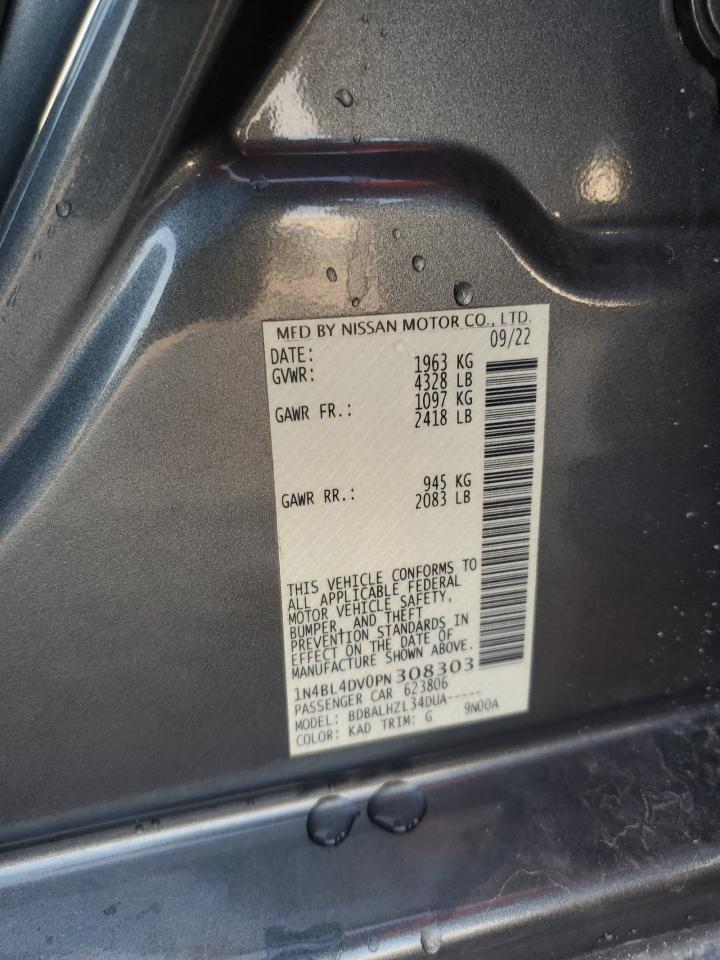 MFD BY NISSAN MOTOR CO., LTD.
DATE: 09/22
GVWR: 1963 KG
4328 LB
GAWR FR.: 1097 KG
2418 LB
GAWR RR.: 945 KG
2083 LB
THIS VEHICLE CONFORMS TO
ALL APPLICABLE FEDERAL
MOTOR VEHICLE SAFETY,
BUMPER, AND THEFT
PREVENTION STANDARDS IN
EFFECT ON THE DATE OF
MANUFACTURE SHOWN ABOVE.
1N4BL4DV0PN308303
PASSENGER CAR 623806
MODEL: BDBALHZL34DUA-----
COLOR: KAD TRIM: G 9N00A